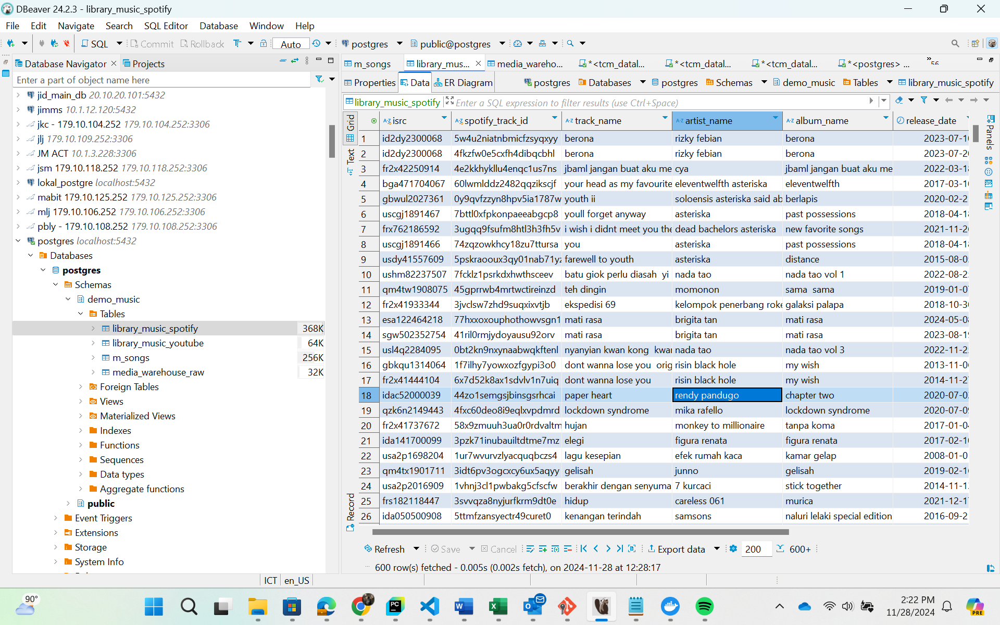 DBeaver 24.2.3 - library_music_spotify
File Edit Navigate Search SQL Editor Database Window Help
SQL Commit Rollback Auto postgres public@postgres
Database Navigator Projects
m_songs library_mus... media_wareho... *<tcm_datal... *<tcm_datal... *<tcm_datal... *<postgres> ... 56
Enter a part of object name here
Properties Data ER Diagram postgres Databases postgres Schemas demo_music Tables library_music_spotify
library_music_spotify Enter a SQL expression to filter results (use Ctrl+Space)
jid_main_db 20.10.20.101:5432
jimms 10.1.12.120:5432
jkc - 179.10.104.252 179.10.104.252:3306
jlj 179.10.109.252:3306
JM ACT 10.1.3.228:3306
jsm 179.10.118.252 179.10.118.252:3306
lokal_postgre localhost:5432
mabit 179.10.125.252 179.10.125.252:3306
mlj 179.10.106.252 179.10.106.252:3306
pbly - 179.10.108.252 179.10.108.252:3306
postgres localhost:5432
Databases
postgres
Schemas
demo_music
Tables
library_music_spotify 368K
library_music_youtube 64K
m_songs 256K
media_warehouse_raw 32K
Foreign Tables
Views
Materialized Views
Indexes
Functions
Sequences
Data types
Aggregate functions
public
Event Triggers
Extensions
Storage
System Info
Grid
Text
Record
Panels
isrc spotify_track_id track_name artist_name album_name release_date
1 id2dy2300068 5w4u2niatnbmicfzsyqxyy berona rizky febian berona 2023-07-1
2 id2dy2300068 4fkzfw0e5cxfh4dibqcbhl berona rizky febian berona 2023-07-2
3 fr2x42250914 4e2kkhykllu4enqc1us7ns jbaml jangan buat aku me cya jbaml jangan buat aku me 2022-03-1
4 bga471704067 60lwmlddz2482qqzikscjf your head as my favourite eleventwelfth asteriska eleventwelfth 2017-03-1
5 gbwul2027361 0y9qvfzzyn8hpv5ia1787w youth ii soloensis asteriska said ab berlapis 2020-02-2
6 uscgj1891467 7bttl0xfpkonpaeeabgcp8 youll forget anyway asteriska past possessions 2018-04-1
7 frx762186592 3ugqq9fsufm8htl3h3fh5v i wish i didnt meet you the dead bachelors asteriska new favorite songs 2021-11-2
8 uscgj1891466 74zqzowkhcy18zu7ttursa you asteriska past possessions 2018-04-1
9 usdy41557609 5pskraooux3qy01nab71yz farewell to youth asteriska distance 2015-08-0
10 ushm82237507 7fcklz1psrkdxhwthsceev batu giok perlu diasah yi nada tao nada tao vol 1 2022-08-2
11 qm4tw1908075 45gprrwb4mrtwctireinzd teh dingin momonon sama sama 2019-01-0
12 fr2x41933344 3jvclsw7zhd9suqxixvtjb ekspedisi 69 kelompok penerbang roke galaksi palapa 2018-10-3
13 esa122464218 77hxxoxouphothowvsgn1 mati rasa brigita tan mati rasa 2024-05-0
14 sgw502352754 41ril0rmjydoyausu92orv mati rasa brigita tan mati rasa 2023-08-1
15 usl4q2284095 0bt2kn9nxynaabwqkftenl nyanyian kwan kong kwar nada tao nada tao vol 3 2022-11-2
16 gbkqu1314064 1f7ilhy7yowxozfgypi3o0 dont wanna lose you orig risin black hole my wish 2013-11-0
17 fr2x41444104 6x7d52k8ax1sdvlv1n7uiq dont wanna lose you risin black hole my wish 2014-11-2
18 idac52000039 44zo1semgsjbinsgsrhcai paper heart rendy pandugo chapter two 2020-07-0
19 qzk6n2149443 4fxc60deo8i9eqlxvpdmrd lockdown syndrome mika rafello lockdown syndrome 2020-07-0
20 fr2x41737672 58x9zmuuh3ua0r0rdvaltm hujan monkey to millionaire tanpa koma 2017-01-0
21 ida141700099 3pzk71inubauiltdtme7mz elegi figura renata figura renata 2017-02-1
22 usa2p1698204 1ur7wvurvzlyacquqbczs4 lagu kesepian efek rumah kaca kamar gelap 2008-01-0
23 qm4tx1901711 3idt6pv3ogcxcy6ux5aqyy gelisah junno gelisah 2019-02-1
24 usa2p2016909 1vhnj3cl1pwbakg5cfscfw berakhir dengan senyuma 7 kurcaci stick together 2014-11-1
25 frs182118447 3svvqza8nyjurfkrm9dt0e hidup careless 061 murica 2021-12-1
26 ida050500908 5ttmfzansyectr49curet0 kenangan terindah samsons naluri lelaki special edition 2016-09-2
Refresh Save Cancel Export data 200 600+
600 row(s) fetched - 0.005s (0.002s fetch), on 2024-11-28 at 12:28:17
ICT en_US
90°
2:22 PM
11/28/2024
PRE